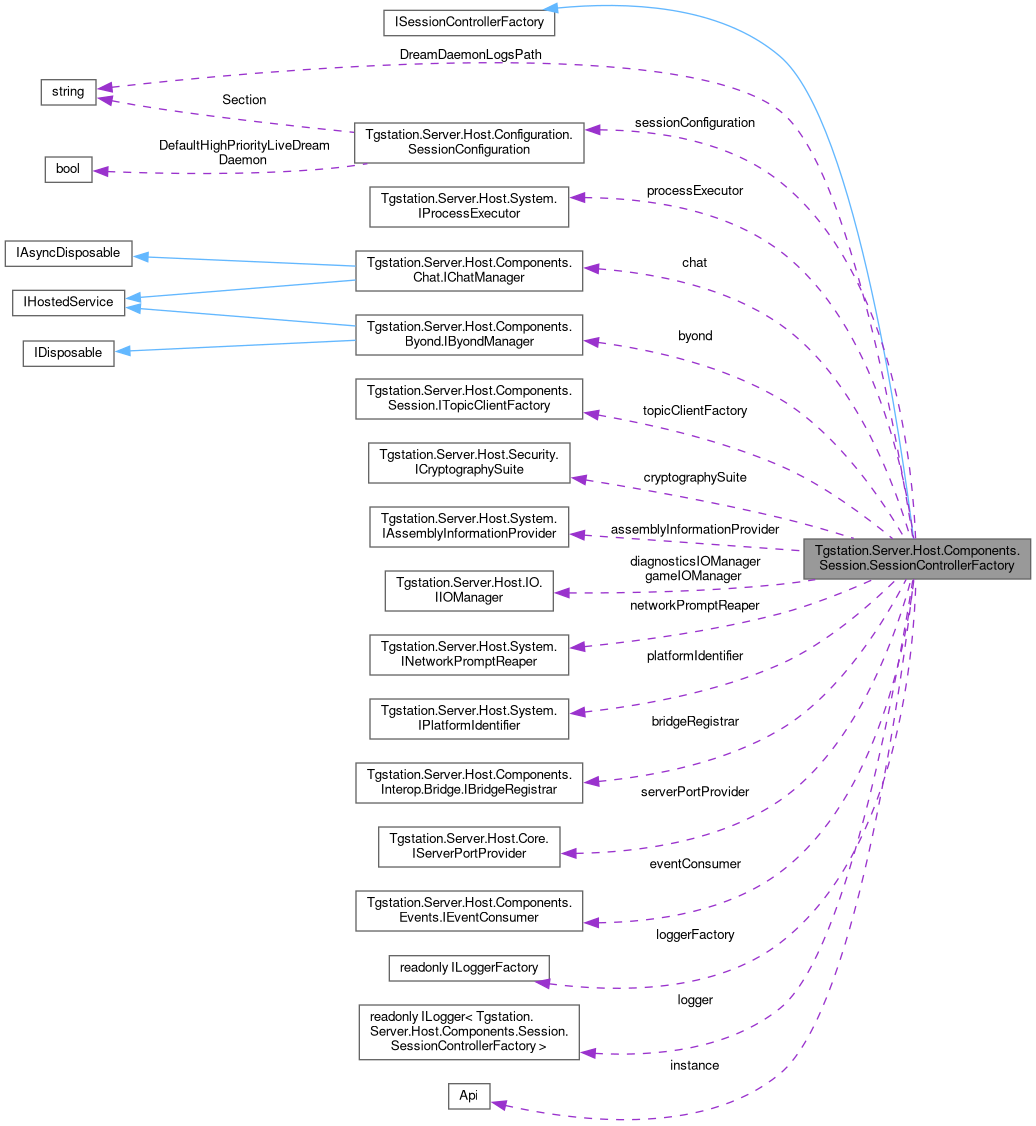 ISessionControllerFactory
DreamDaemonLogsPath
string
Section
sessionConfiguration
Tgstation.Server.Host.Configuration.
SessionConfiguration
DefaultHighPriorityLiveDream
Daemon
bool
processExecutor
Tgstation.Server.Host.System.
IProcessExecutor
IAsyncDisposable
chat
Tgstation.Server.Host.Components.
Chat.IChatManager
IHostedService
byond
Tgstation.Server.Host.Components.
Byond.IByondManager
IDisposable
Tgstation.Server.Host.Components.
Session.ITopicClientFactory
topicClientFactory
Tgstation.Server.Host.Security.
ICryptographySuite
cryptographySuite
Tgstation.Server.Host.System.
IAssemblyInformationProvider
assemblyInformationProvider
Tgstation.Server.Host.Components.
Session.SessionControllerFactory
diagnosticsIOManager
gameIOManager
Tgstation.Server.Host.IO.
IIOManager
networkPromptReaper
Tgstation.Server.Host.System.
INetworkPromptReaper
platformIdentifier
Tgstation.Server.Host.System.
IPlatformIdentifier
bridgeRegistrar
Tgstation.Server.Host.Components.
Interop.Bridge.IBridgeRegistrar
serverPortProvider
Tgstation.Server.Host.Core.
IServerPortProvider
eventConsumer
Tgstation.Server.Host.Components.
Events.IEventConsumer
loggerFactory
readonly ILoggerFactory
logger
readonly ILogger< Tgstation.
Server.Host.Components.Session.
SessionControllerFactory >
instance
Api